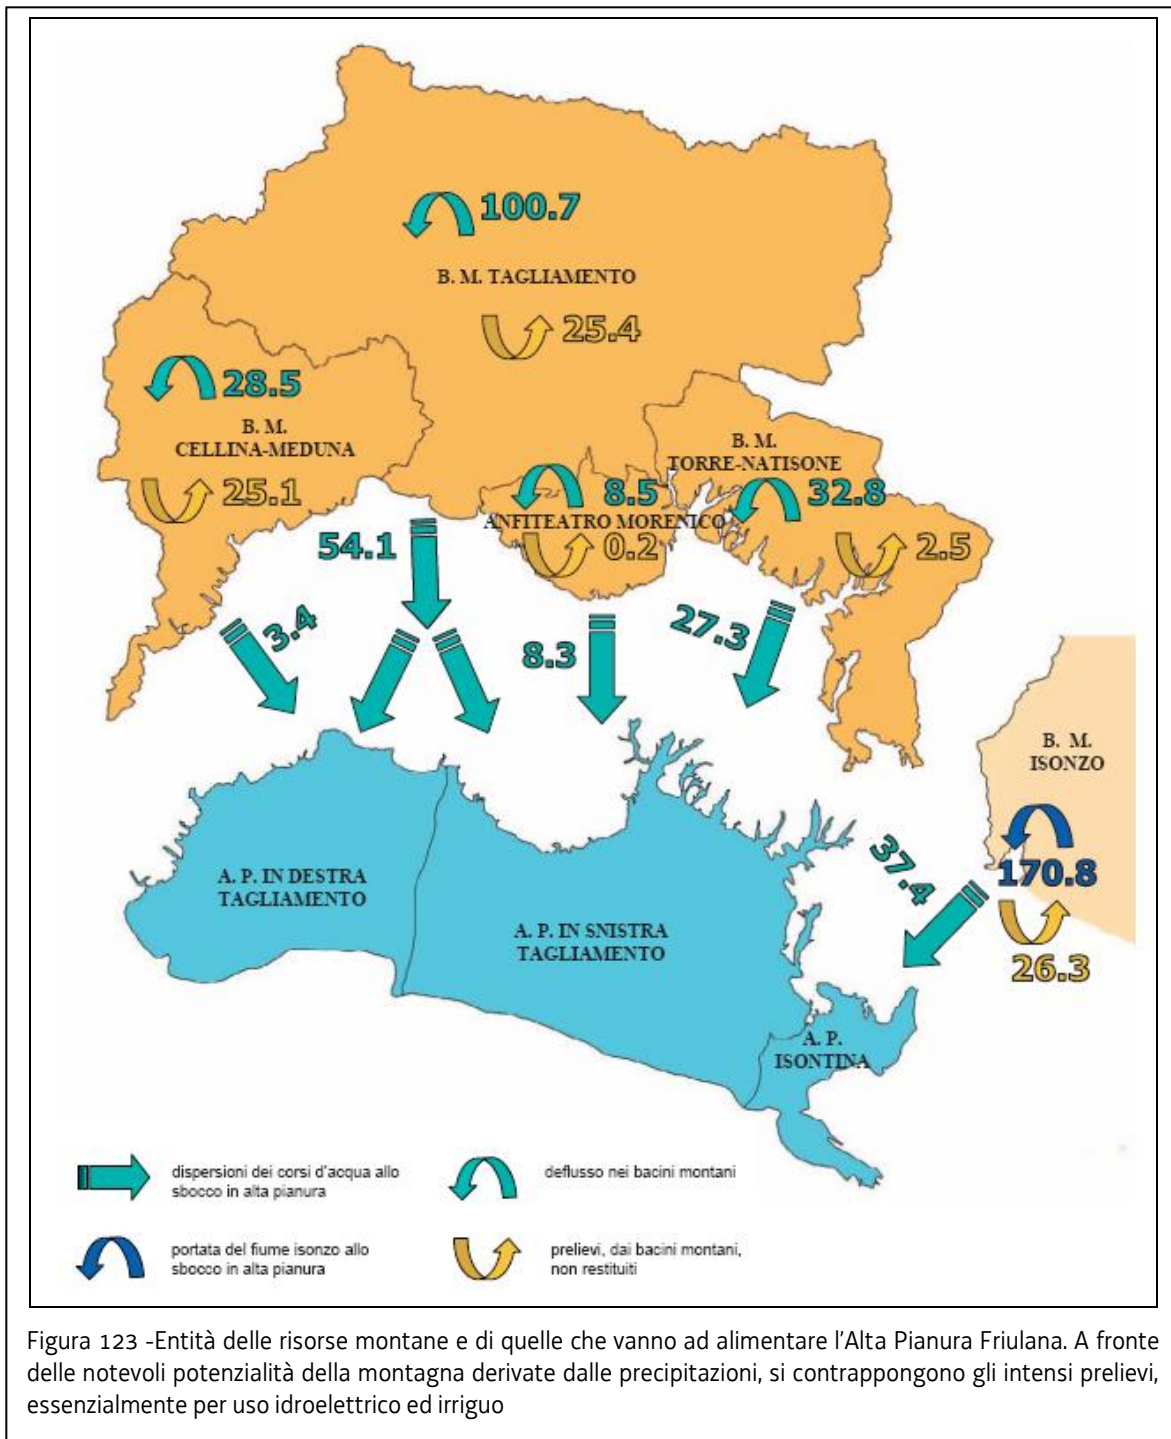 100.7
B. M. TAGLIAMENTO
25.4
28.5
B. M.
CELLINA-MEDUNA
25.1
B. M.
TORRE-NATISONE
8.5
32.8
ANFITEATRO MORENICO
0.2
2.5
54.1
3.4
8.3
27.3
B. M.
ISONZO
170.8
37.4
26.3
A. P. IN DESTRA
TAGLIAMENTO
A. P. IN SNISTRA
TAGLIAMENTO
A. P.
ISONTINA
dispersioni dei corsi d'acqua allo
sbocco in alta pianura
deflusso nei bacini montani
portata del fiume isonzo allo
sbocco in alta pianura
prelievi, dai bacini montani,
non restituiti
Figura 123 -Entità delle risorse montane e di quelle che vanno ad alimentare l'Alta Pianura Friulana. A fronte
delle notevoli potenzialità della montagna derivate dalle precipitazioni, si contrappongono gli intensi prelievi,
essenzialmente per uso idroelettrico ed irriguo